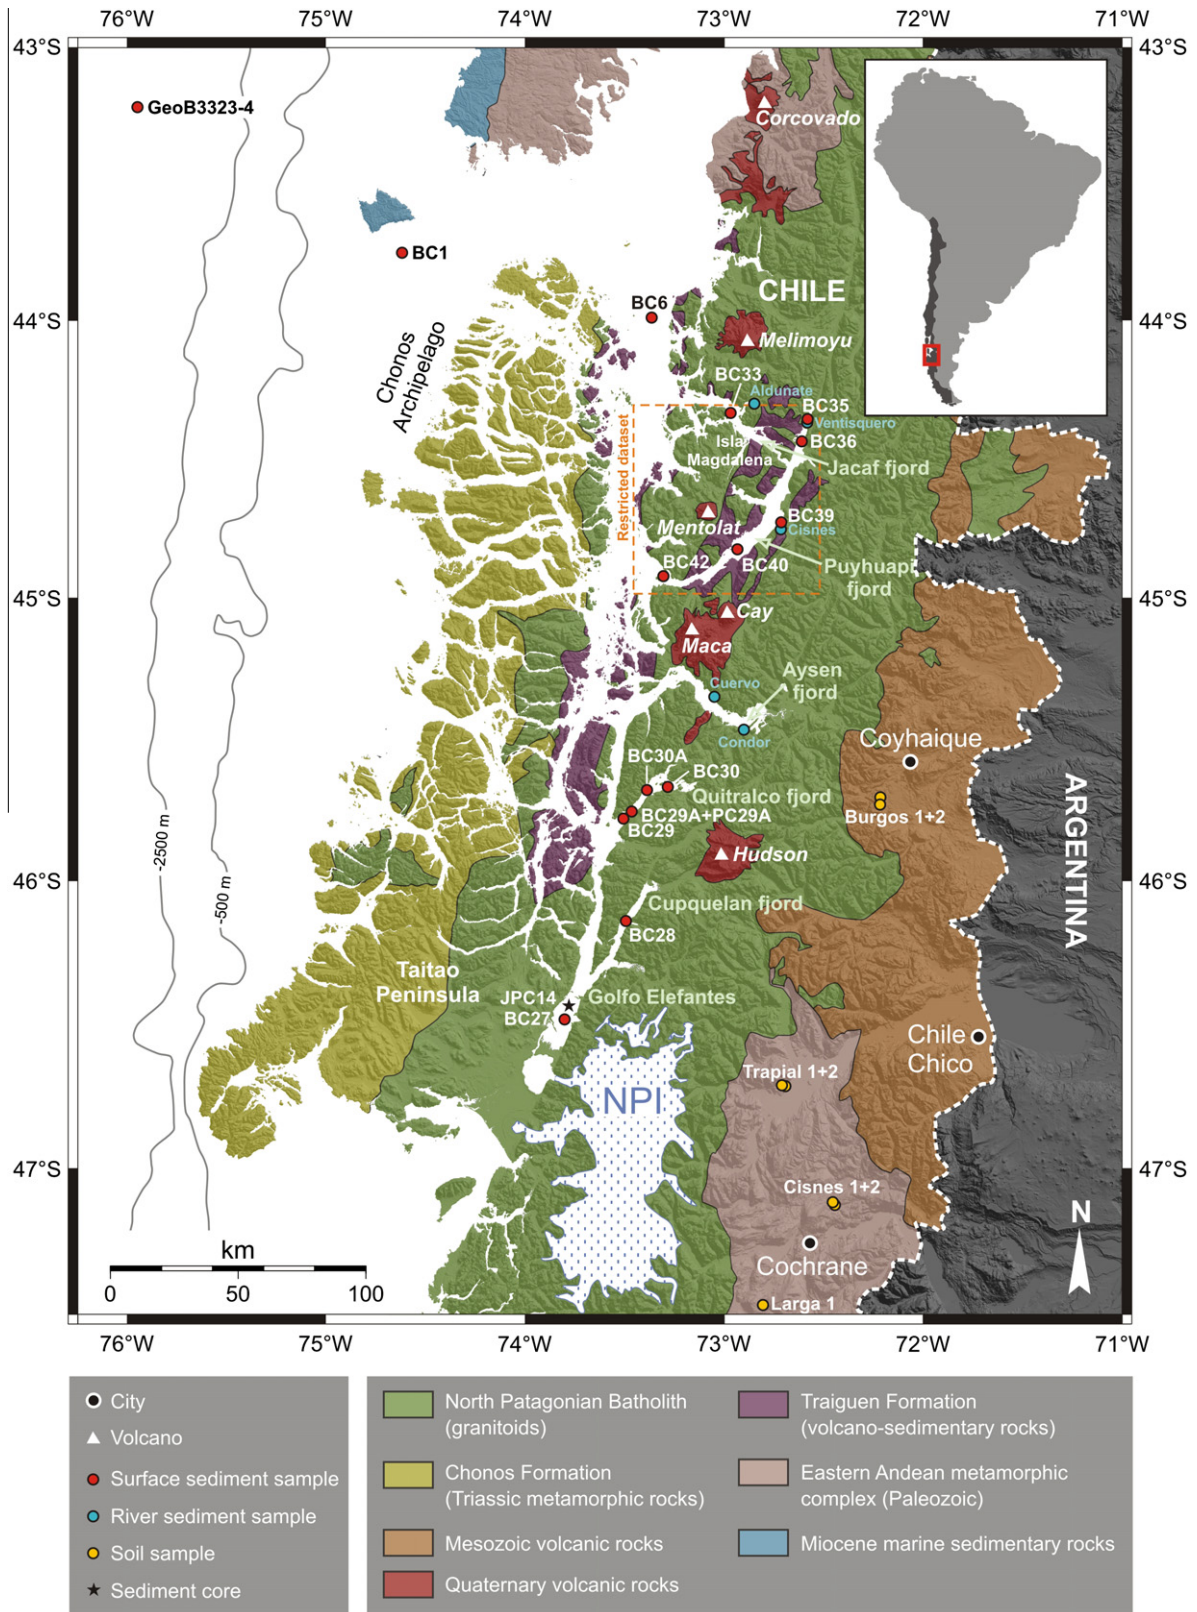 76°W 75°W 74°W 73°W 72°W 71°W
43°S 43°S
GeoB3323-4
Corcovado
BC1
CHILE
44°S 44°S
BC6
Chonos
Archipelago
Melimoyu
BC33
Aldunate
BC35
Ventisquero
BC36
Isla
Magdalena
Jacaf fjord
Restricted dataset
Mentolat
BC39
Cisnes
BC42
BC40
Puyhuapi
fjord
45°S 45°S
Cay
Maca
Aysen
fjord
Cuervo
Condor
Coyhaique
BC30A
BC30
Quitralco fjord
BC29A+PC29A
BC29
Burgos 1+2
ARGENTINA
-2500 m
-500 m
Hudson
46°S 46°S
Cupquelan fjord
BC28
Taitao
Peninsula
JPC14
Golfo Elefantes
BC27
Chile
Chico
Trapial 1+2
NPI
47°S 47°S
Cisnes 1+2
N
km
Cochrane
0 50 100
Larga 1
76°W 75°W 74°W 73°W 72°W 71°W
City
Volcano
Surface sediment sample
River sediment sample
Soil sample
Sediment core
North Patagonian Batholith
(granitoids)
Chonos Formation
(Triassic metamorphic rocks)
Mesozoic volcanic rocks
Quaternary volcanic rocks
Traiguen Formation
(volcano-sedimentary rocks)
Eastern Andean metamorphic
complex (Paleozoic)
Miocene marine sedimentary rocks